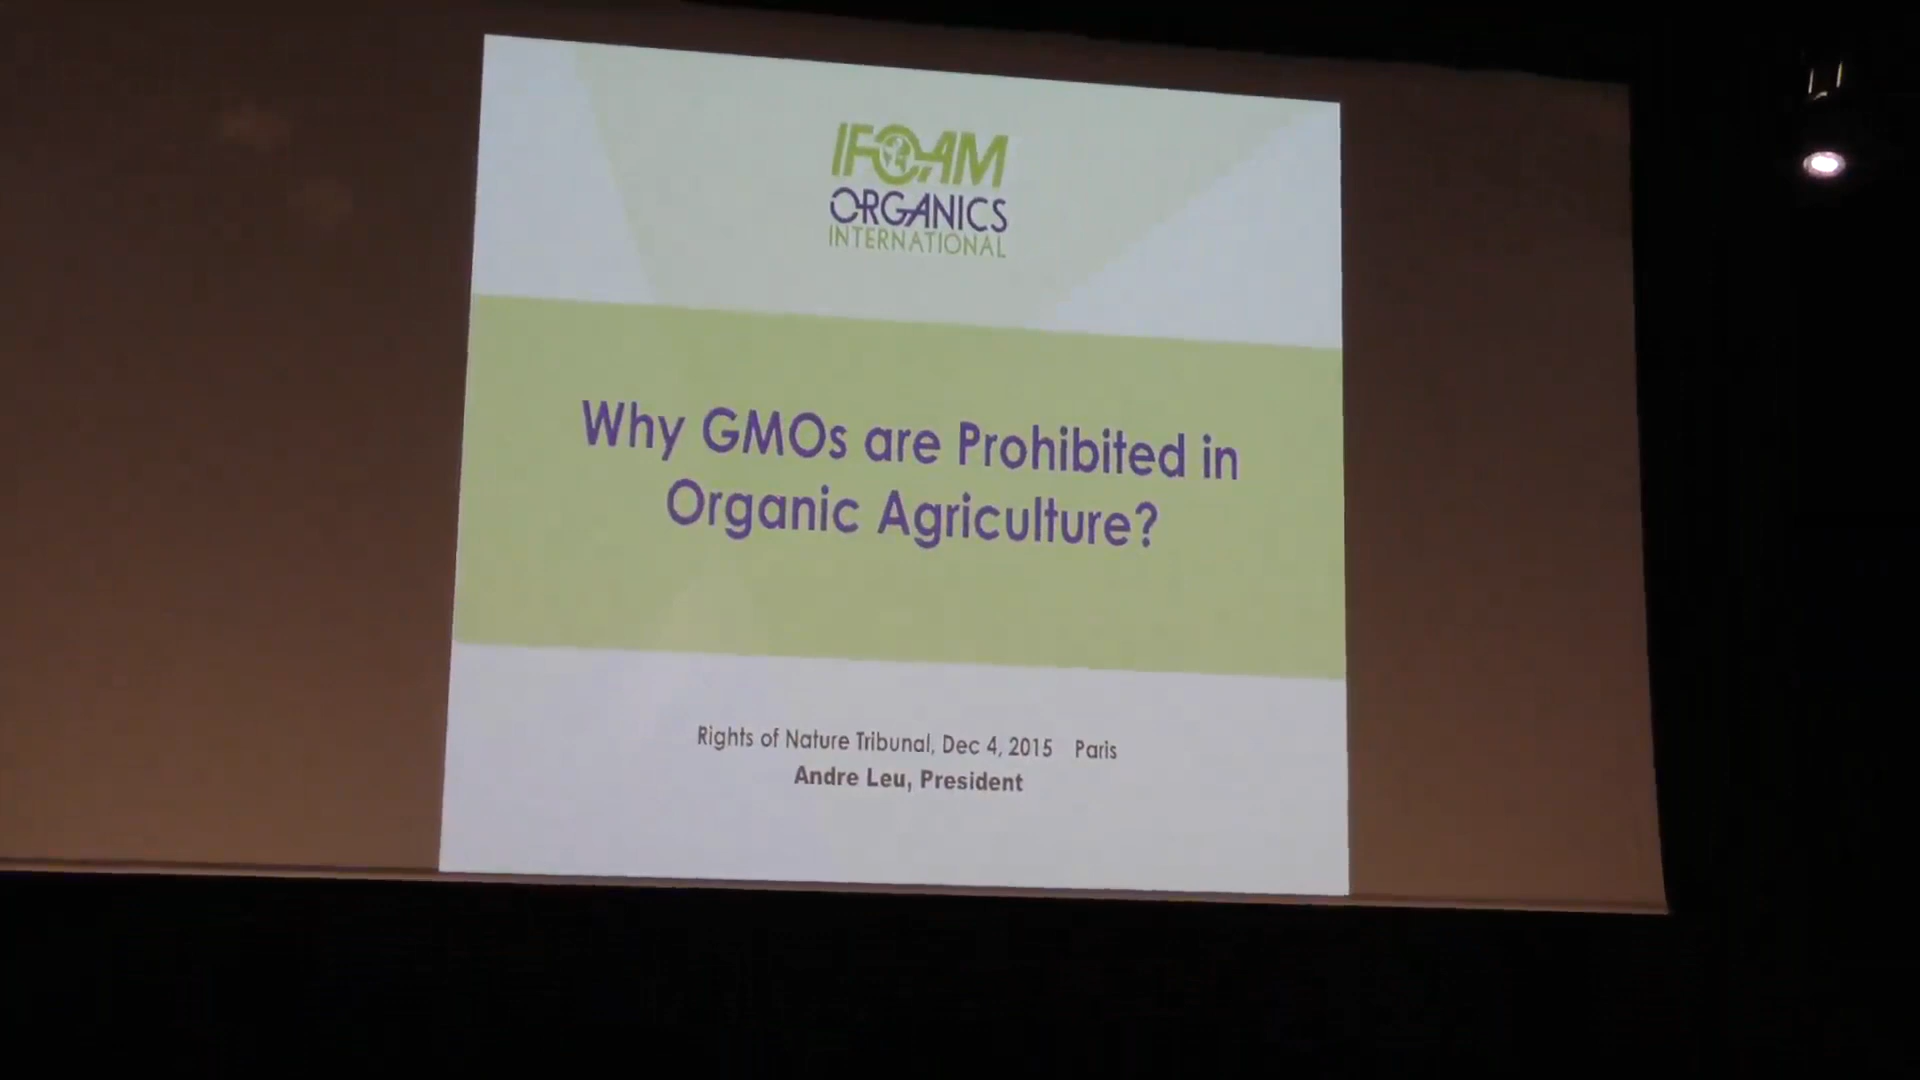 IFOAM
ORGANICS
INTERNATIONAL
Why GMOs are Prohibited in
Organic Agriculture?
Rights of Nature Tribunal, Dec 4, 2015 Paris
Andre Leu, President